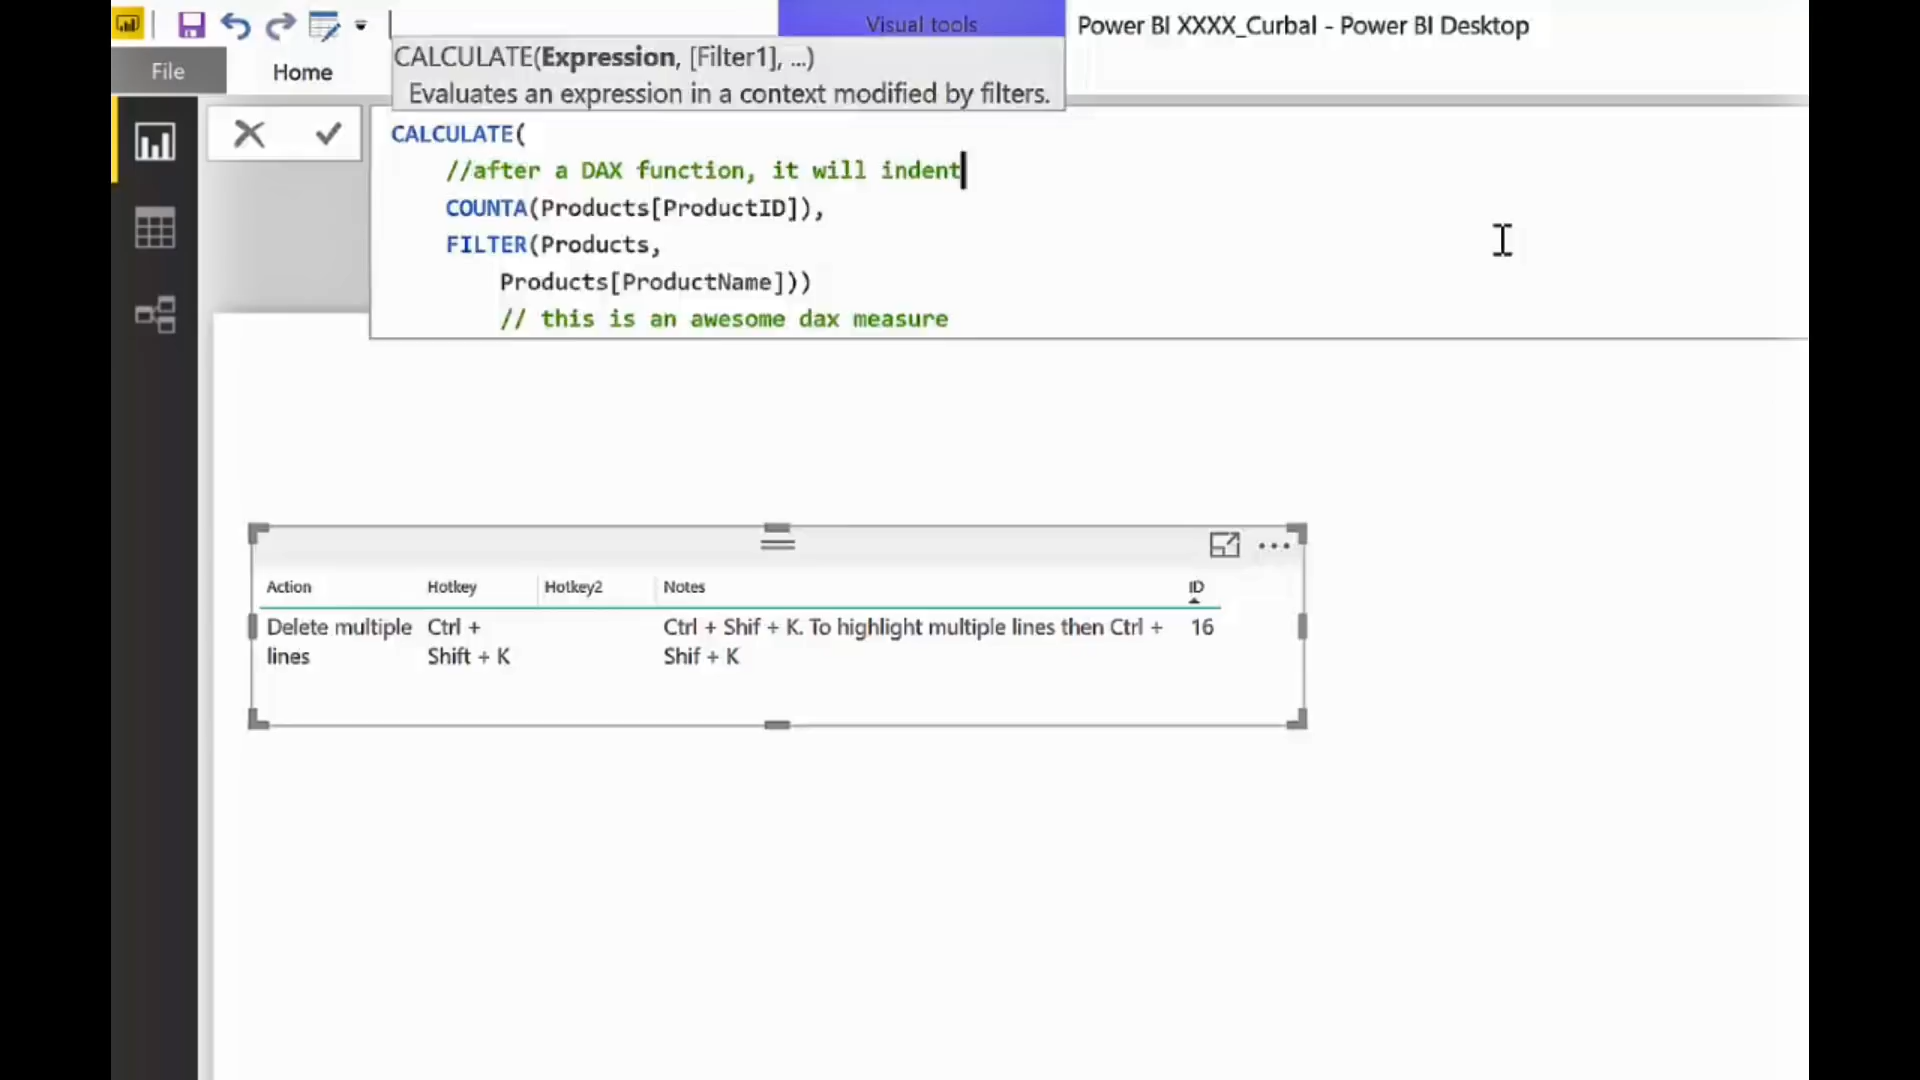 Visual tools
Power BI XXXX_Curbal - Power BI Desktop
File
Home
CALCULATE(Expression, [Filter1], ...)
Evaluates an expression in a context modified by filters.
CALCULATE(
//after a DAX function, it will indent
COUNTA(Products[ProductID]),
FILTER(Products,
Products[ProductName]))
// this is an awesome dax measure
Action Hotkey Hotkey2 Notes ID
Delete multiple Ctrl + Ctrl + Shif + K. To highlight multiple lines then Ctrl + 16
lines Shift + K Shif + K